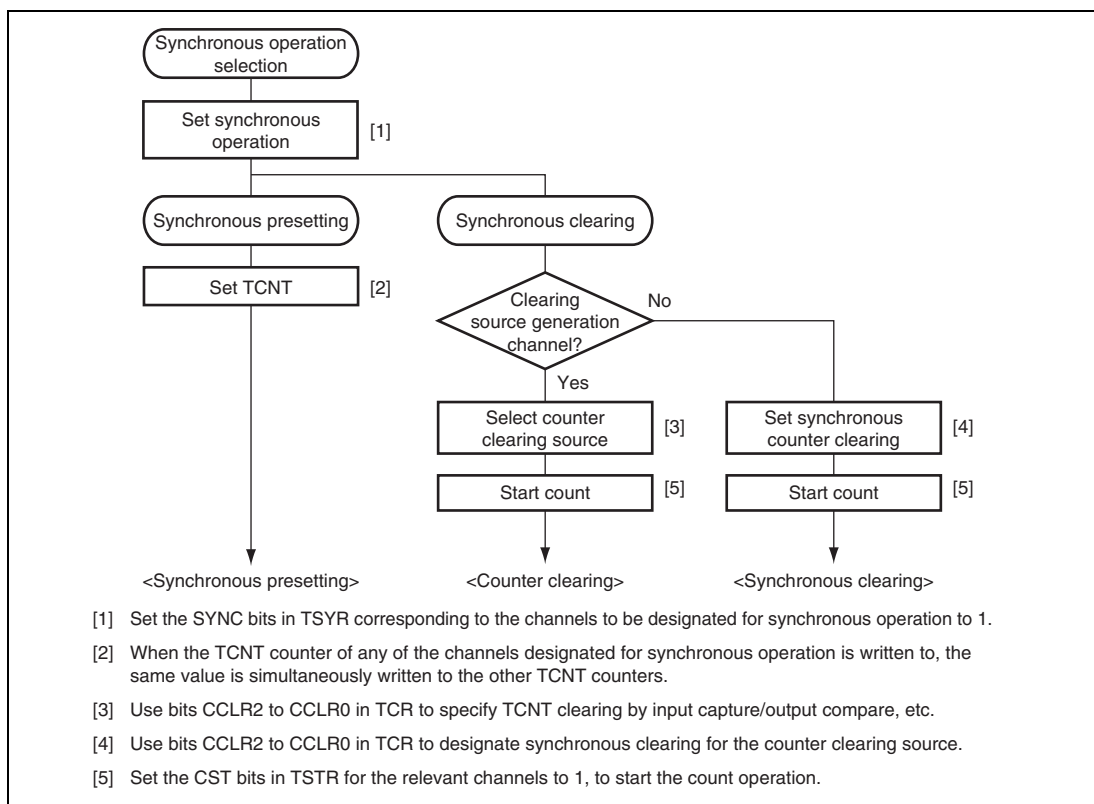 Synchronous operation
selection
Set synchronous
operation
[1]
Synchronous presetting
Synchronous clearing
Set TCNT
[2]
Clearing
source generation
channel?
No
Yes
Select counter
clearing source
[3]
Set synchronous
counter clearing
[4]
Start count
[5]
Start count
[5]
<Synchronous presetting>
<Counter clearing>
<Synchronous clearing>
[1] Set the SYNC bits in TSYR corresponding to the channels to be designated for synchronous operation to 1.
[2] When the TCNT counter of any of the channels designated for synchronous operation is written to, the
same value is simultaneously written to the other TCNT counters.
[3] Use bits CCLR2 to CCLR0 in TCR to specify TCNT clearing by input capture/output compare, etc.
[4] Use bits CCLR2 to CCLR0 in TCR to designate synchronous clearing for the counter clearing source.
[5] Set the CST bits in TSTR for the relevant channels to 1, to start the count operation.